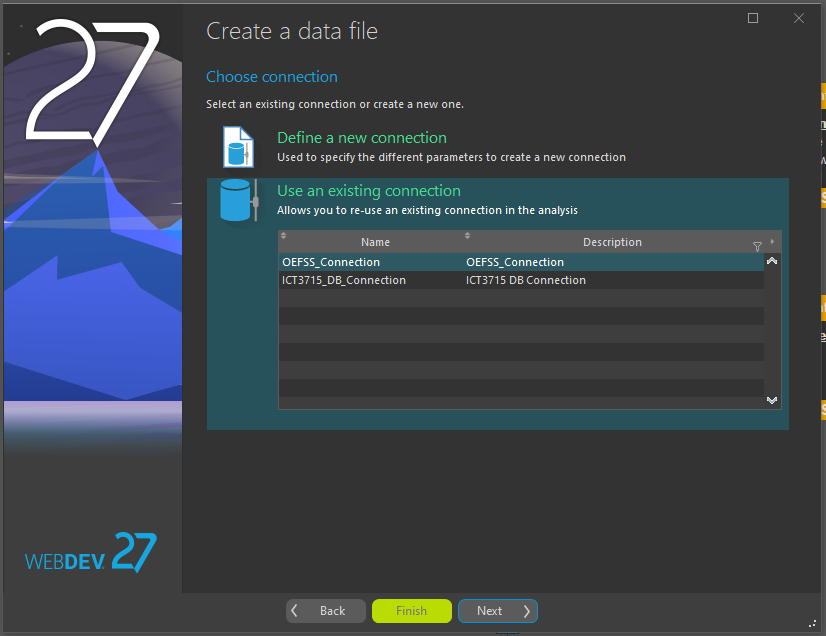 27
Create a data file
Choose connection
Select an existing connection or create a new one.
Define a new connection
Used to specify the different parameters to create a new connection
Use an existing connection
Allows you to re-use an existing connection in the analysis
Name Description
OEFSS_Connection OEFSS_Connection
ICT3715_DB_Connection ICT3715 DB Connection
WEBDEV 27
Back Finish Next